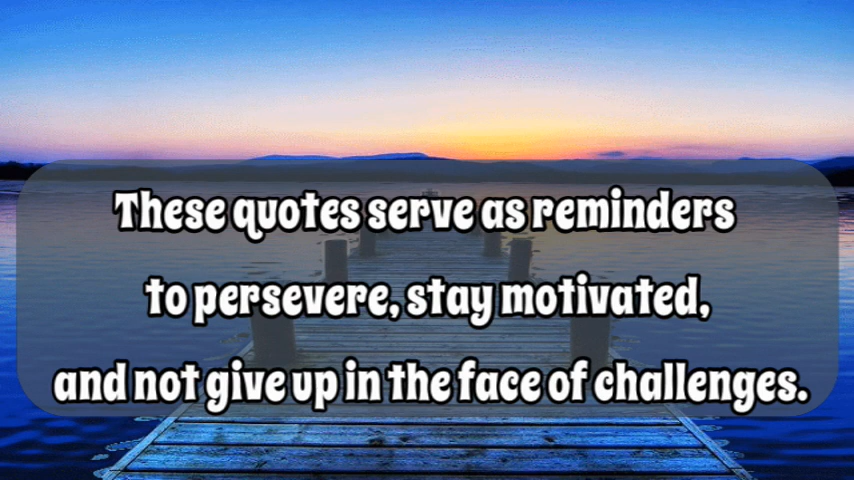 These quotes serve as reminders
to persevere, stay motivated,
and not give up in the face of challenges.